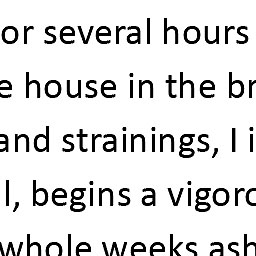 or several hours
e house in the br
and strainings, I i
l, begins a vigoro
whole weeks ash